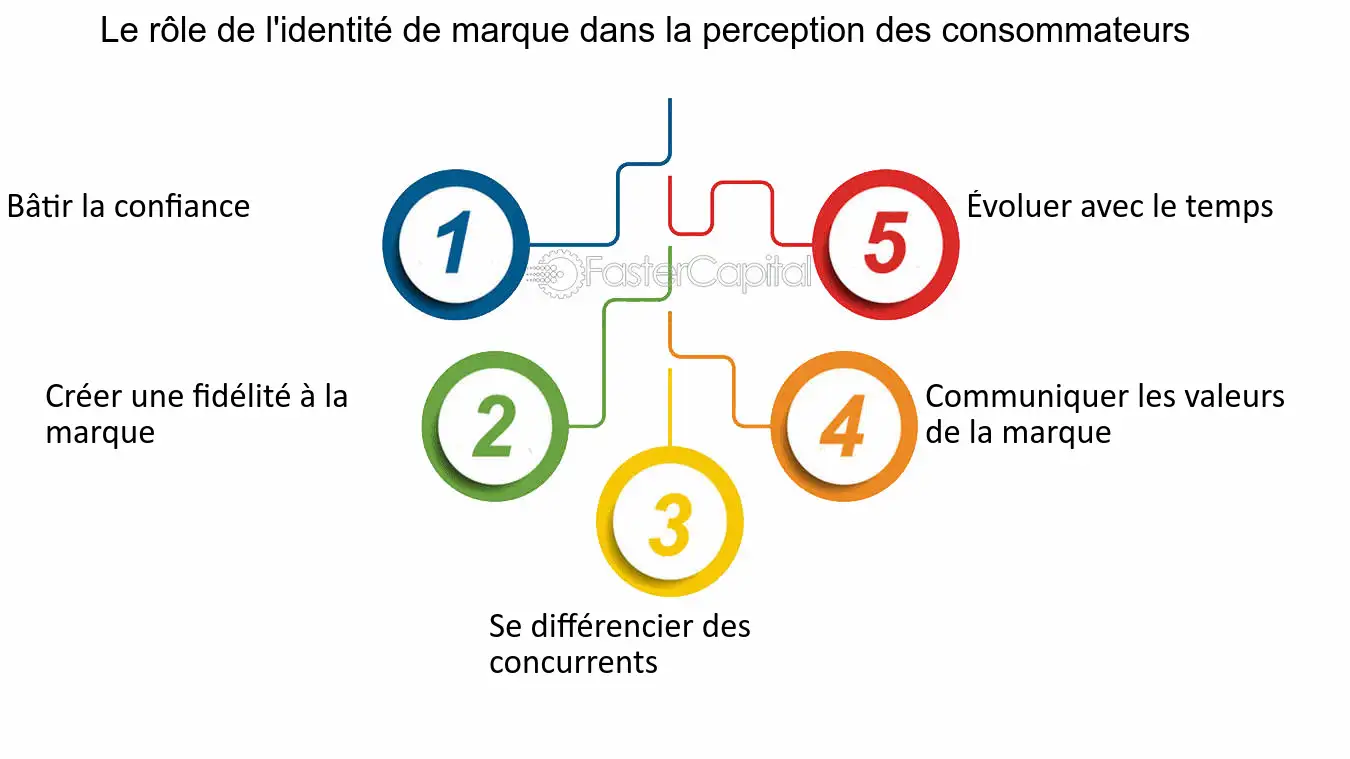 Le rôle de l'identité de marque dans la perception des consommateurs
Bâtir la confiance
1
5
Évoluer avec le temps
FasterCapital
Créer une fidélité à la
marque
2
4
Communiquer les valeurs
de la marque
3
Se différencier des
concurrents